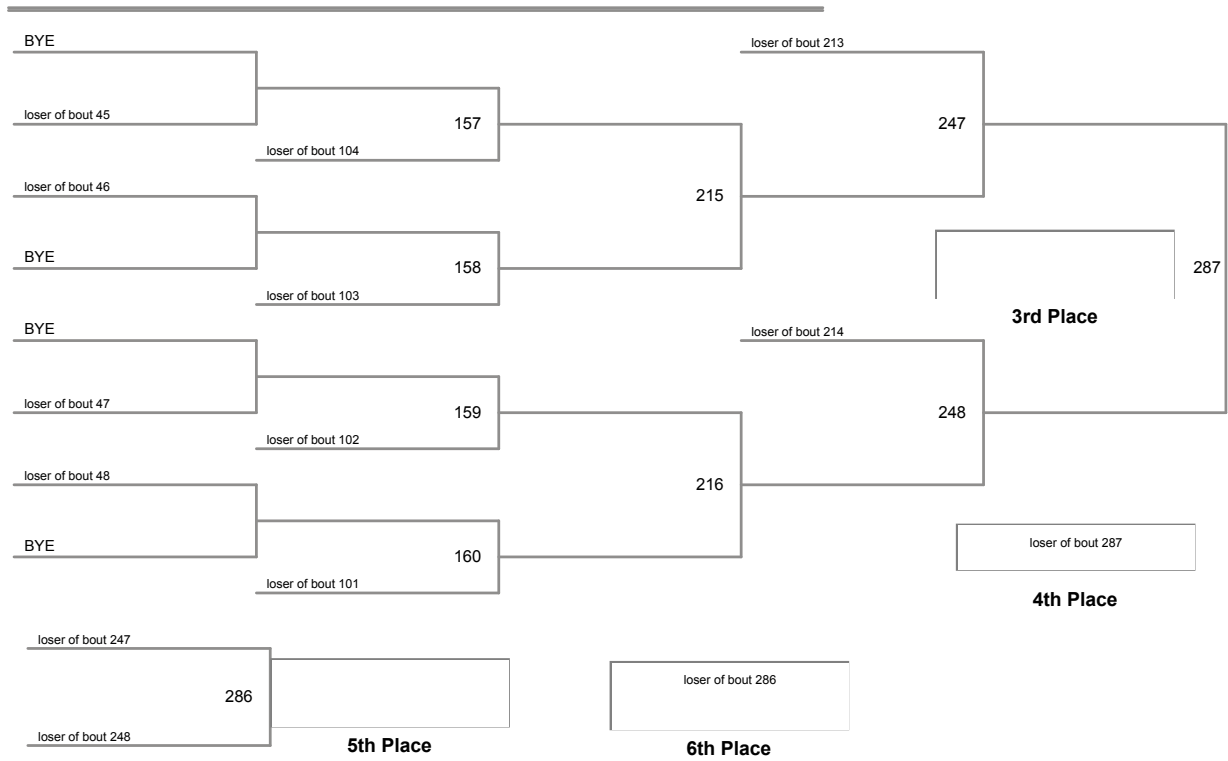 BYE
loser of bout 213
loser of bout 45
157
247
loser of bout 104
loser of bout 46
215
BYE
158
287
loser of bout 103
3rd Place
BYE
loser of bout 214
loser of bout 47
159
248
loser of bout 102
loser of bout 48
216
BYE
160
loser of bout 287
loser of bout 101
4th Place
loser of bout 247
loser of bout 286
286
loser of bout 248
5th Place
6th Place